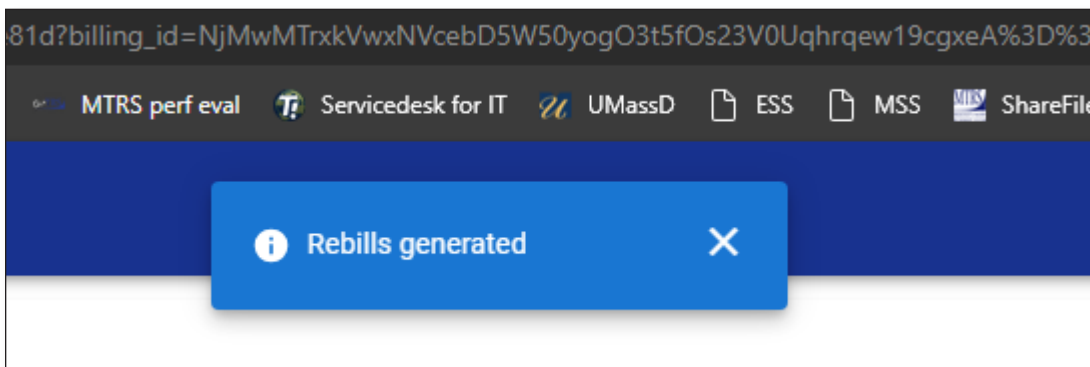 81d?billing_id=NjMwMTrxkVwxNVcebD5W50yogO3t5fOs23V0Uqhrqew19cgxeA%3D%3
MTRS perf eval Servicedesk for IT UMassD ESS MSS ShareFile
Rebills generated